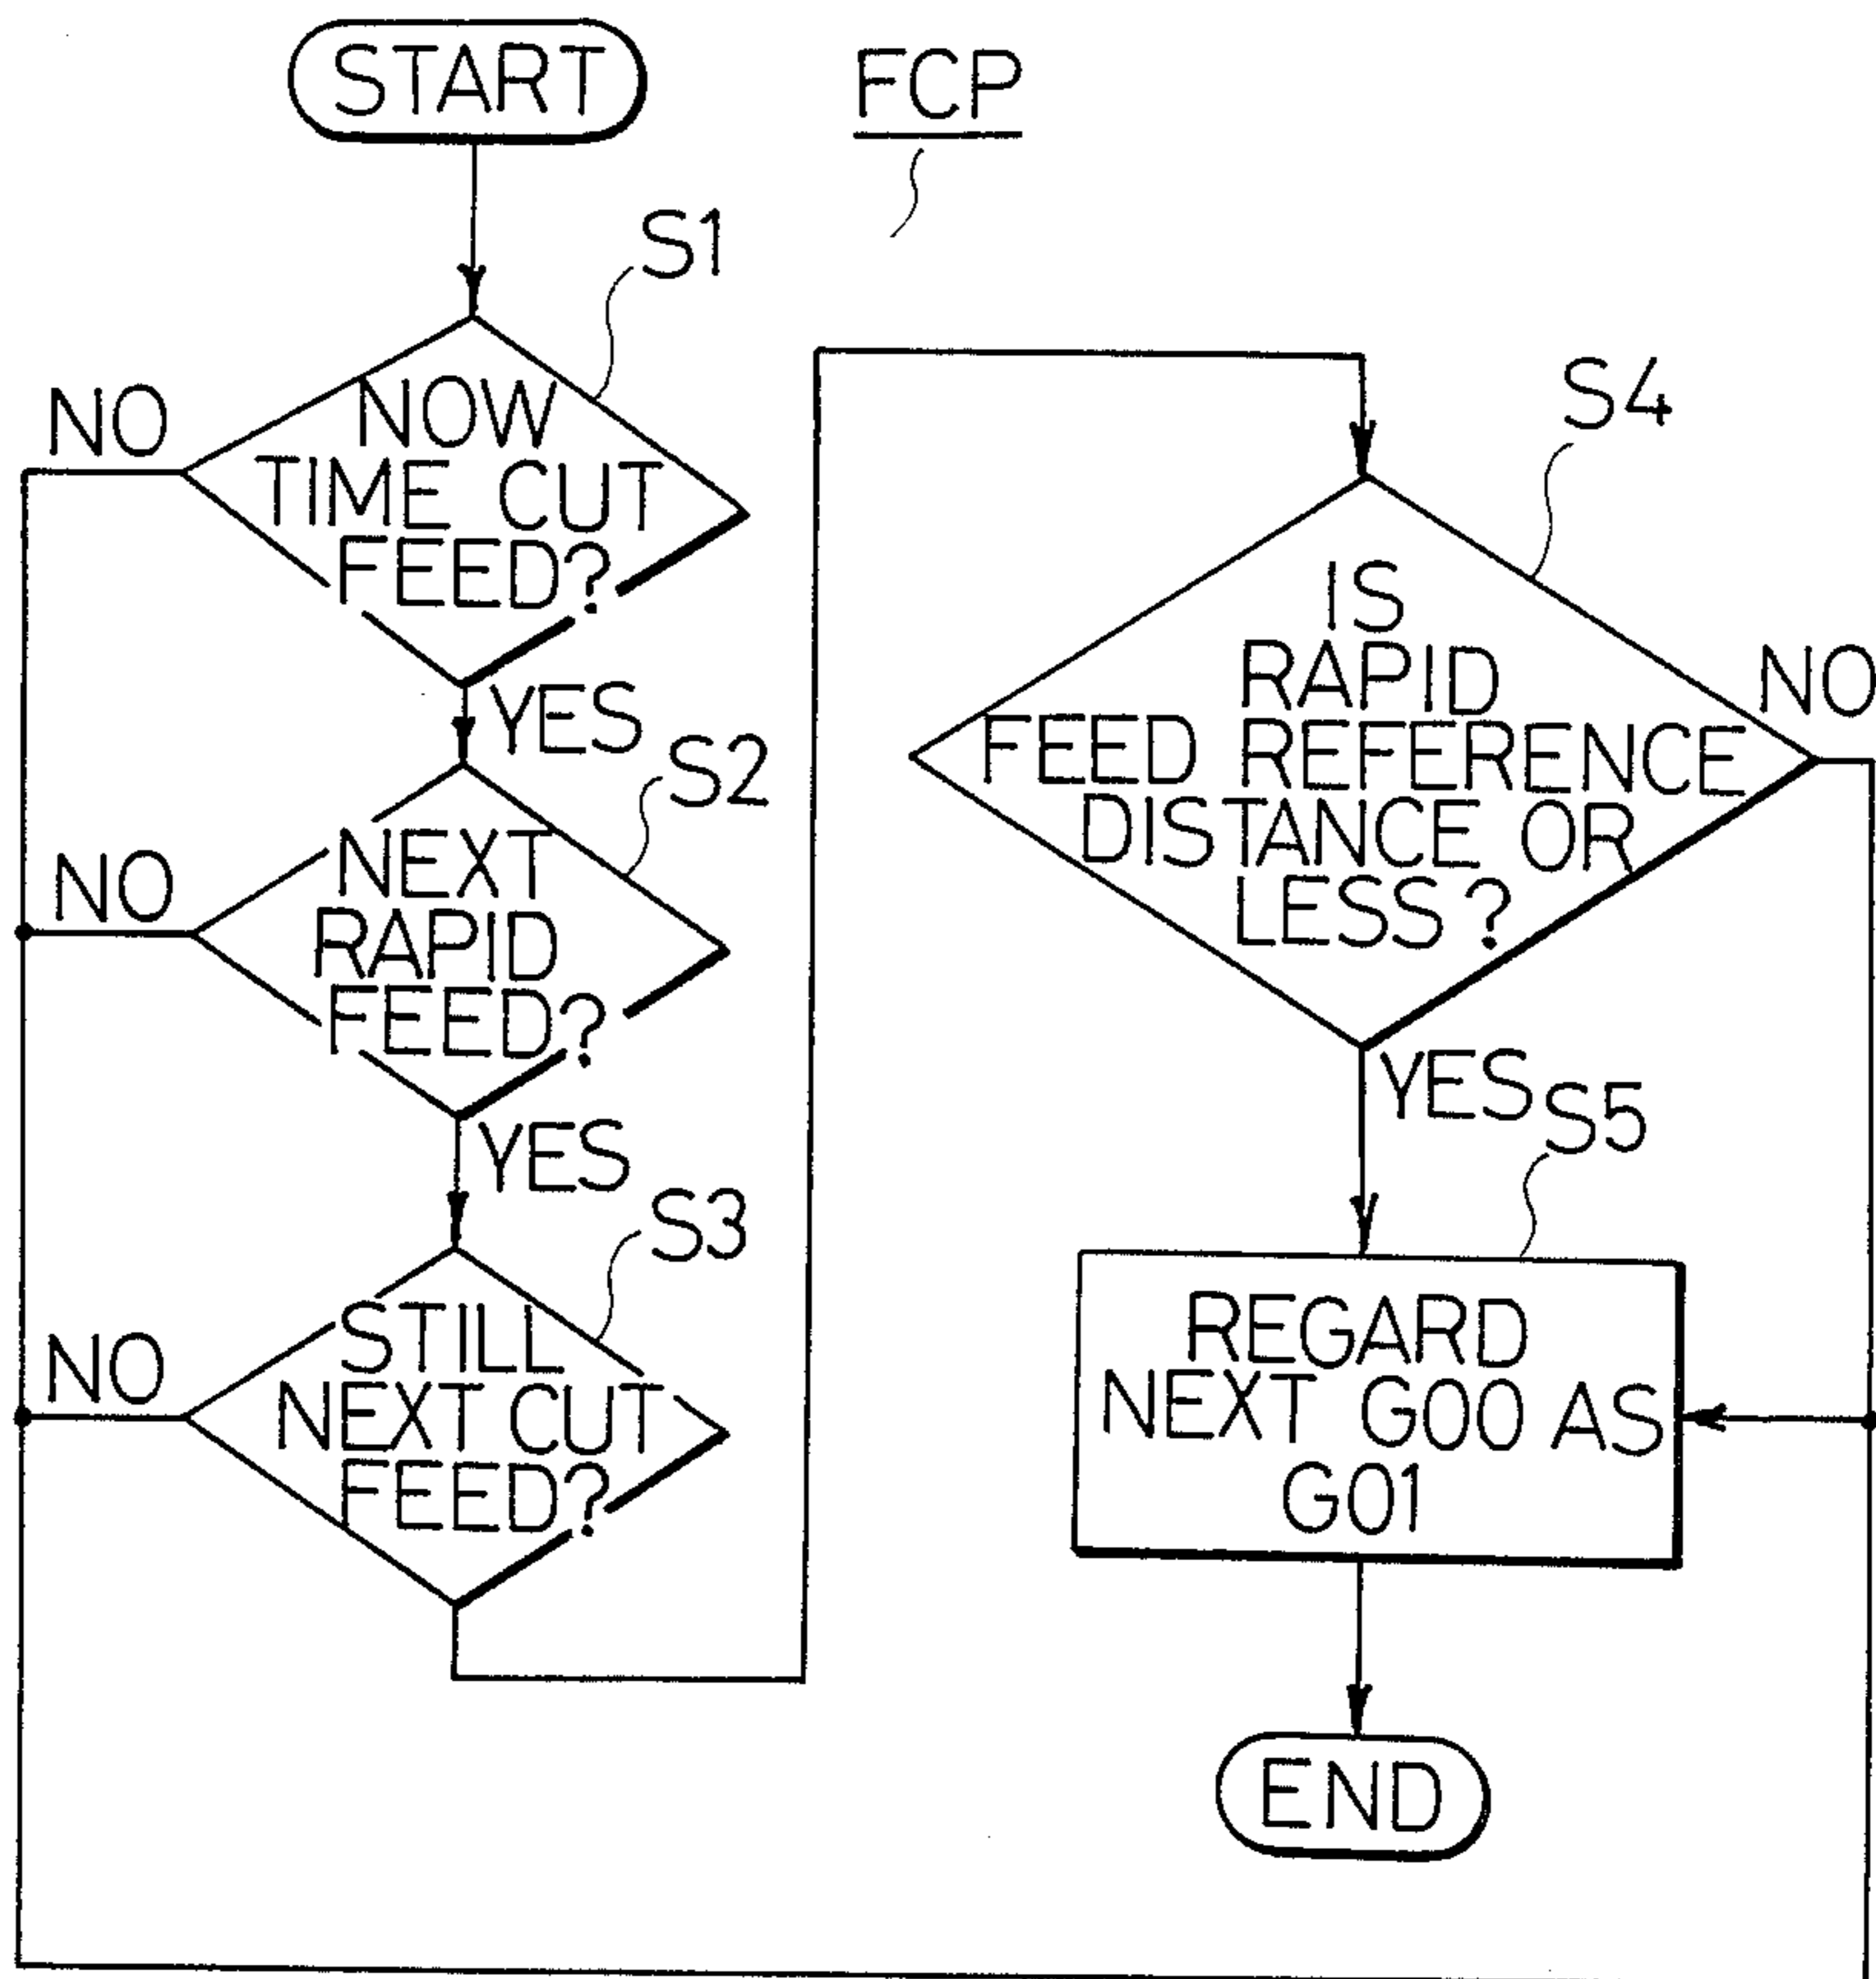 START
FCP
S1
NO
NOW
TIME CUT
FEED?
YES
S2
NO
NEXT
RAPID
FEED?
YES
S3
NO
STILL
NEXT CUT
FEED?
S4
IS
RAPID
FEED REFERENCE
DISTANCE OR
LESS?
NO
YES
S5
REGARD
NEXT G00 AS
G01
END